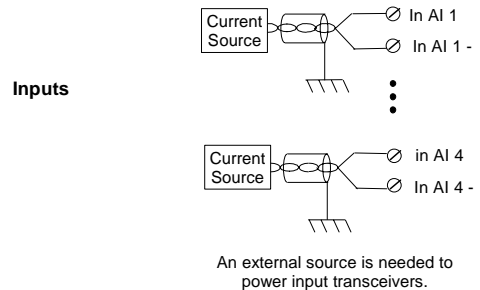 Current
Source
In AI 1
In AI 1 -
Inputs
Current
Source
in AI 4
In AI 4 -
An external source is needed to
power input transceivers.